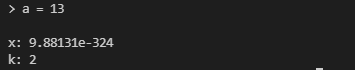 > a = 13
x: 9.88131e-324
k: 2